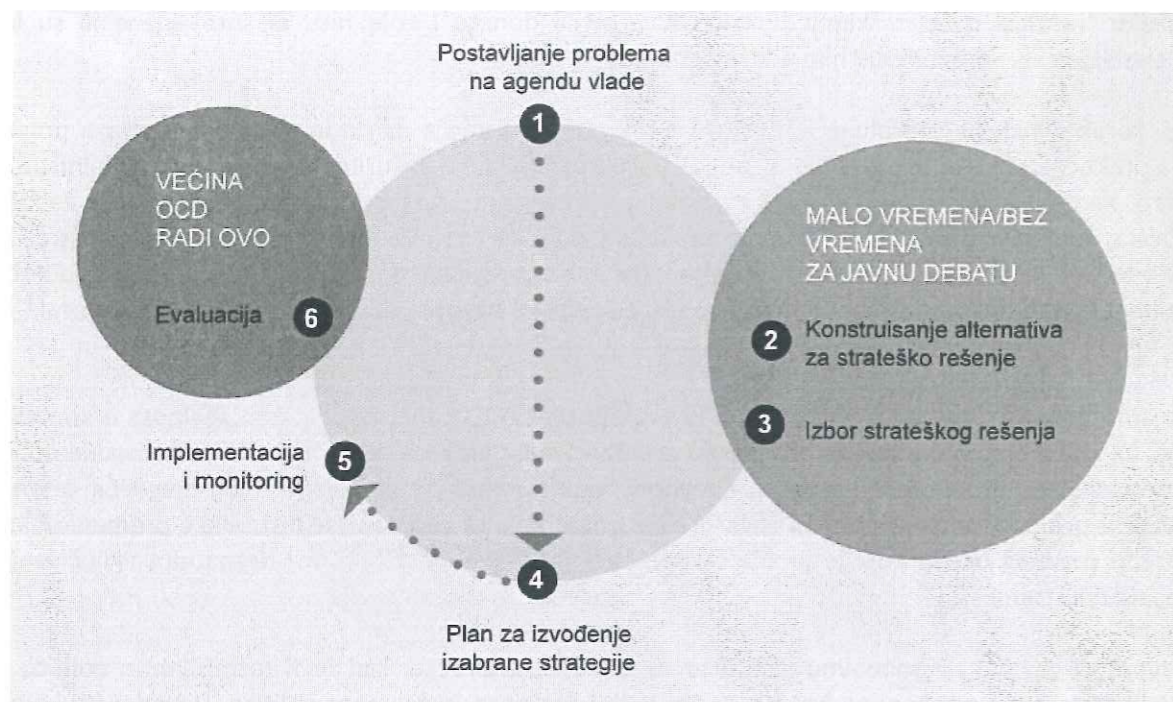 Postavljanje problema
na agendu vlade
1
VEĆINA
OCD
RADI OVO
Evaluacija 6
MALO VREMENA/BEZ
VREMENA
ZA JAVNU DEBATU
2 Konstruisanje alternativa
za strateško rešenje
3 Izbor strateškog rešenja
Implementacija
i monitoring
5
4
Plan za izvođenje
izabrane strategije